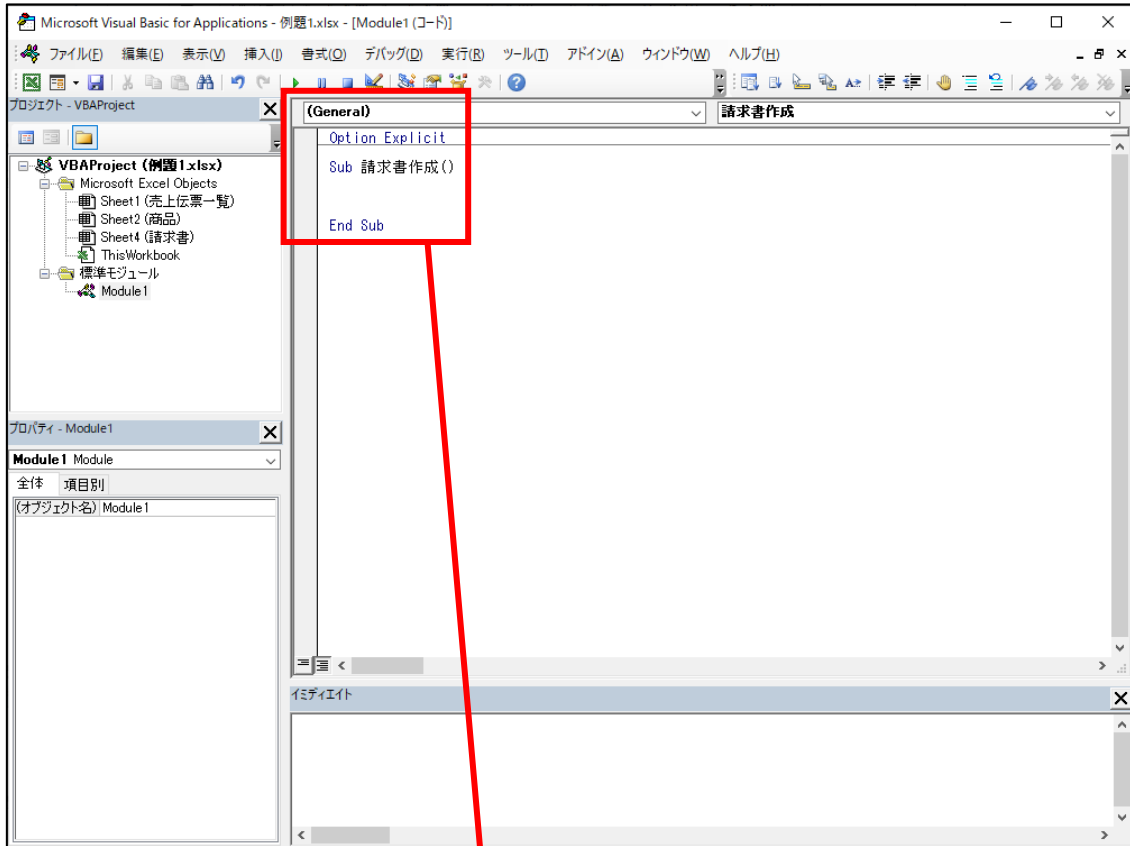 Microsoft Visual Basic for Applications - 例題1.xlsx - [Module1 (コード)]
ファイル(F) 編集(E) 表示(V) 挿入(I) 書式(O) デバッグ(D) 実行(R) ツール(T) アドイン(A) ウィンドウ(W) ヘルプ(H)
プロジェクト - VBAProject
(General)
請求書作成
Option Explicit
Sub 請求書作成()
End Sub
VBAProject (例題1.xlsx)
Microsoft Excel Objects
Sheet1 (売上伝票一覧)
Sheet2 (商品)
Sheet4 (請求書)
ThisWorkbook
標準モジュール
Module1
プロパティ - Module1
Module1 Module
全体 項目別
(オブジェクト名) Module1
イミディエイト